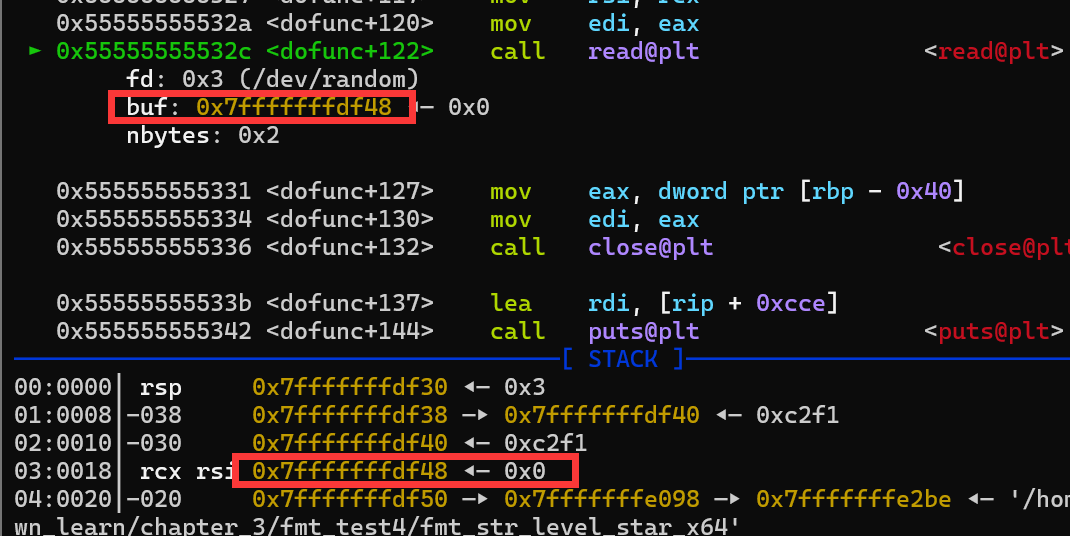 0x55555555532a <dofunc+120> mov edi, eax
► 0x55555555532c <dofunc+122> call read@plt <read@plt>
fd: 0x3 (/dev/random)
buf: 0x7fffffffdf48 ◂— 0x0
nbytes: 0x2
0x555555555331 <dofunc+127> mov eax, dword ptr [rbp - 0x40]
0x555555555334 <dofunc+130> mov edi, eax
0x555555555336 <dofunc+132> call close@plt <close@plt
0x55555555533b <dofunc+137> lea rdi, [rip + 0xcce]
0x555555555342 <dofunc+144> call puts@plt <puts@plt>
[ STACK ]
00:0000│ rsp 0x7fffffffdf30 ◂— 0x3
01:0008│-038 0x7fffffffdf38 —▸ 0x7fffffffdf40 ◂— 0xc2f1
02:0010│-030 0x7fffffffdf40 ◂— 0xc2f1
03:0018│ rcx rsi 0x7fffffffdf48 ◂— 0x0
04:0020│-020 0x7fffffffdf50 —▸ 0x7fffffffe098 —▸ 0x7fffffffe2be ◂— '/hom
wn_learn/chapter_3/fmt_test4/fmt_str_level_star_x64'